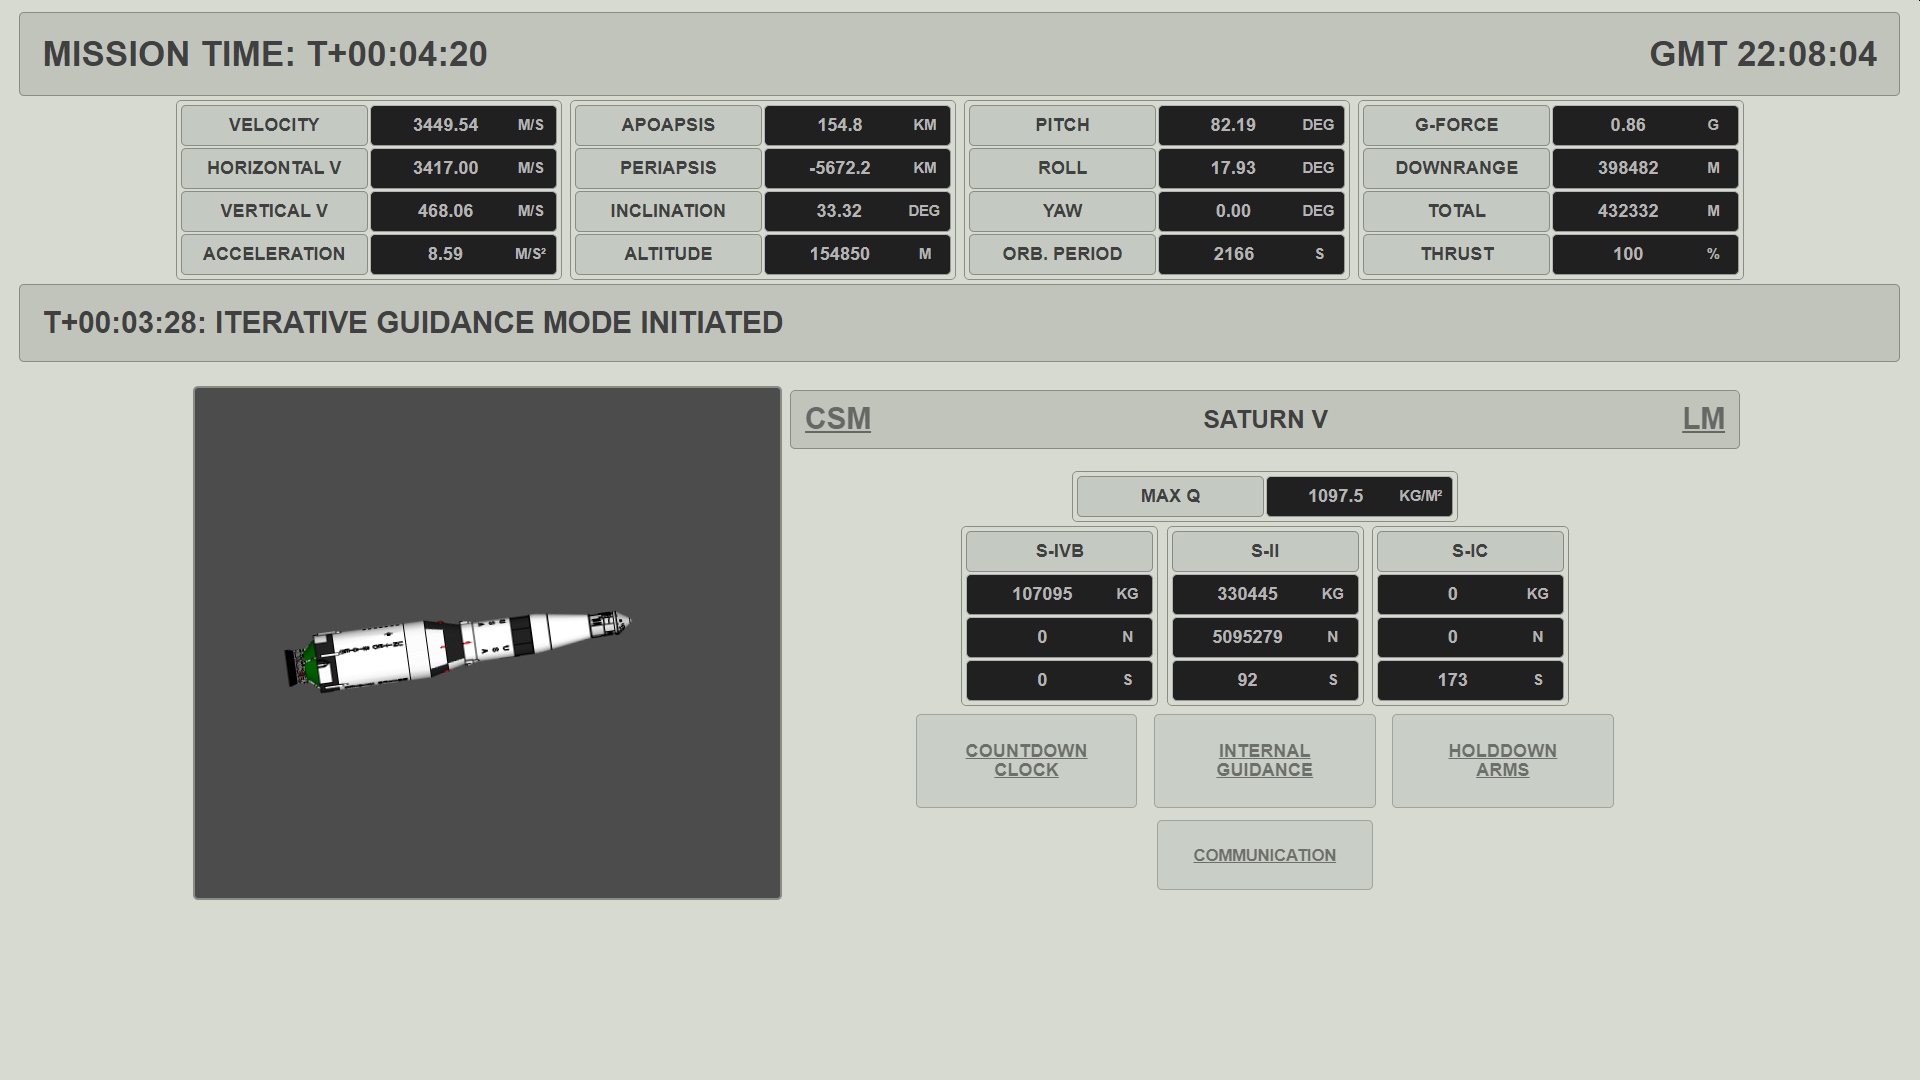 MISSION TIME: T+00:04:20
GMT 22:08:04
VELOCITY 3449.54 M/S
HORIZONTAL V 3417.00 M/S
VERTICAL V 468.06 M/S
ACCELERATION 8.59 M/S²
APOAPSIS 154.8 KM
PERIAPSIS -5672.2 KM
INCLINATION 33.32 DEG
ALTITUDE 154850 M
PITCH 82.19 DEG
ROLL 17.93 DEG
YAW 0.00 DEG
ORB. PERIOD 2166 S
G-FORCE 0.86 G
DOWNRANGE 398482 M
TOTAL 432332 M
THRUST 100 %
T+00:03:28: ITERATIVE GUIDANCE MODE INITIATED
CSM
SATURN V
LM
MAX Q 1097.5 KG/M²
S-IVB
107095 KG
0 N
0 S
S-II
330445 KG
5095279 N
92 S
S-IC
0 KG
0 N
173 S
COUNTDOWN
CLOCK
INTERNAL
GUIDANCE
HOLDDOWN
ARMS
COMMUNICATION
USA